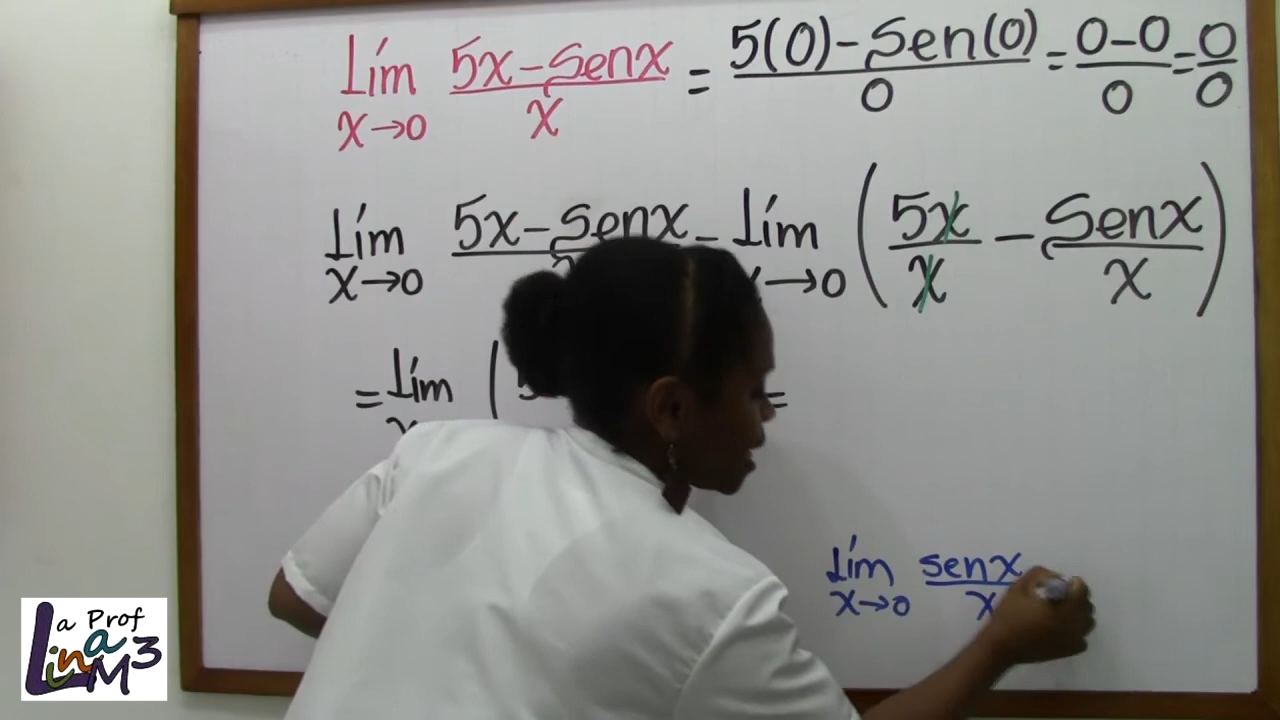 lím 5x-senx/x = 5(0)-sen(0)/0 = 0-0/0 = 0/0
x→0
lím 5x-senx = lím (5x/x - senx/x)
x→0 →0
= lím (5 =
x
lím senx/x
x→0
La Prof
Lina
M3